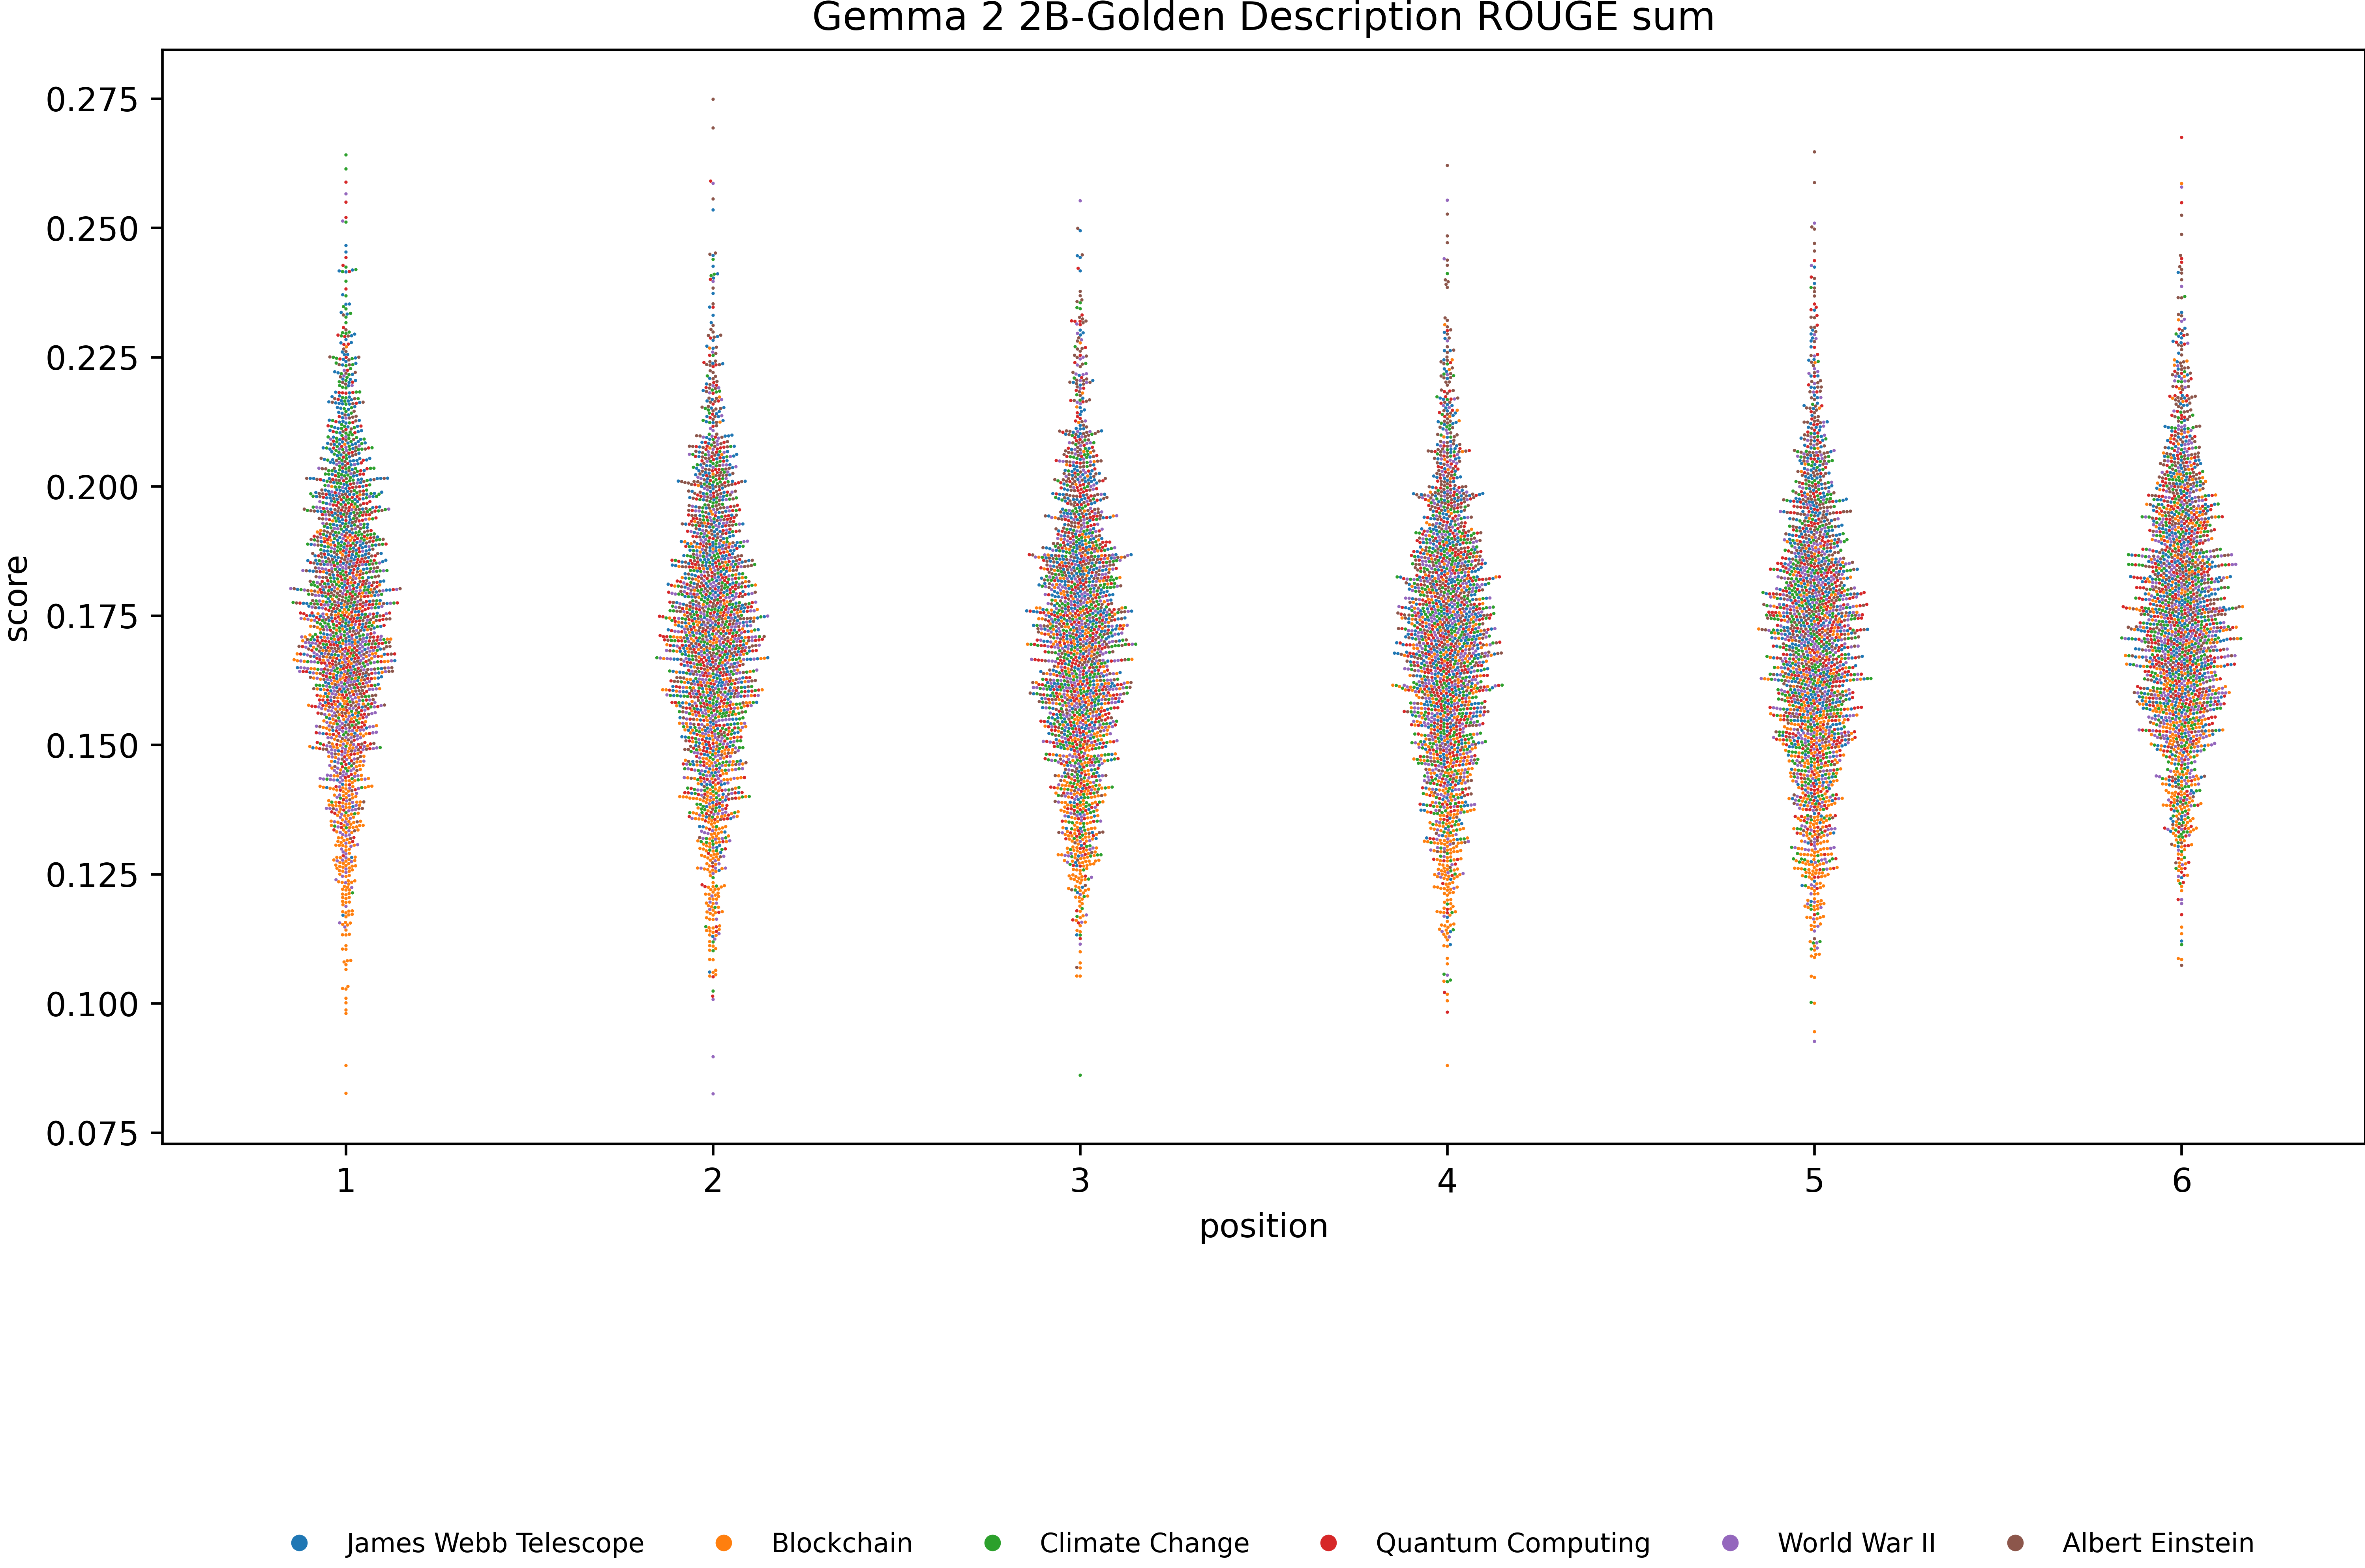 Gemma 2 2B-Golden Description ROUGE sum
0.275
0.250
0.225
0.200
0.175
0.150
0.125
0.100
0.075
score
1 2 3 4 5 6
position
James Webb Telescope Blockchain Climate Change Quantum Computing World War II Albert Einstein